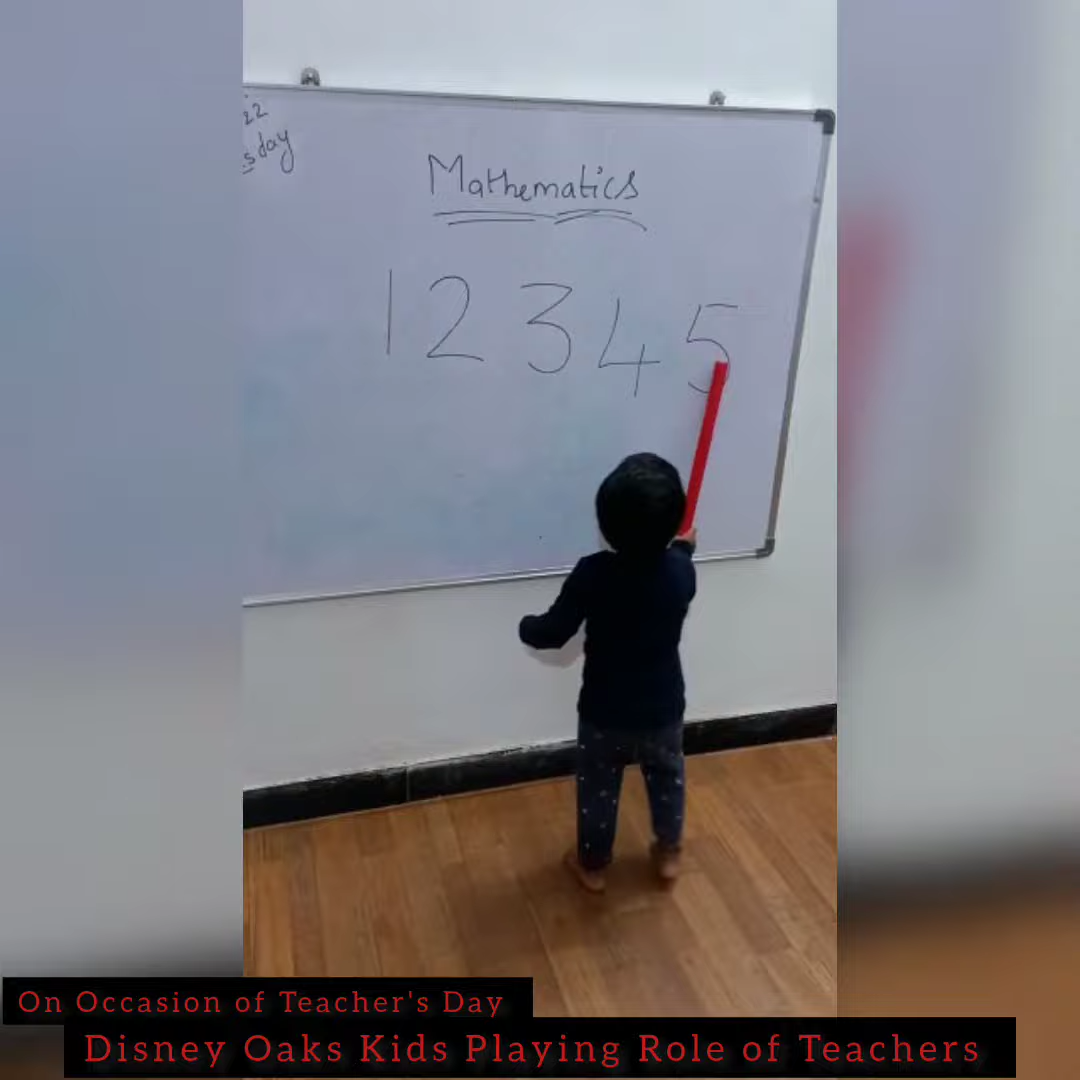 22
sday
Mathematics
1 2 3 4 5
On Occasion of Teacher's Day
Disney Oaks Kids Playing Role of Teachers